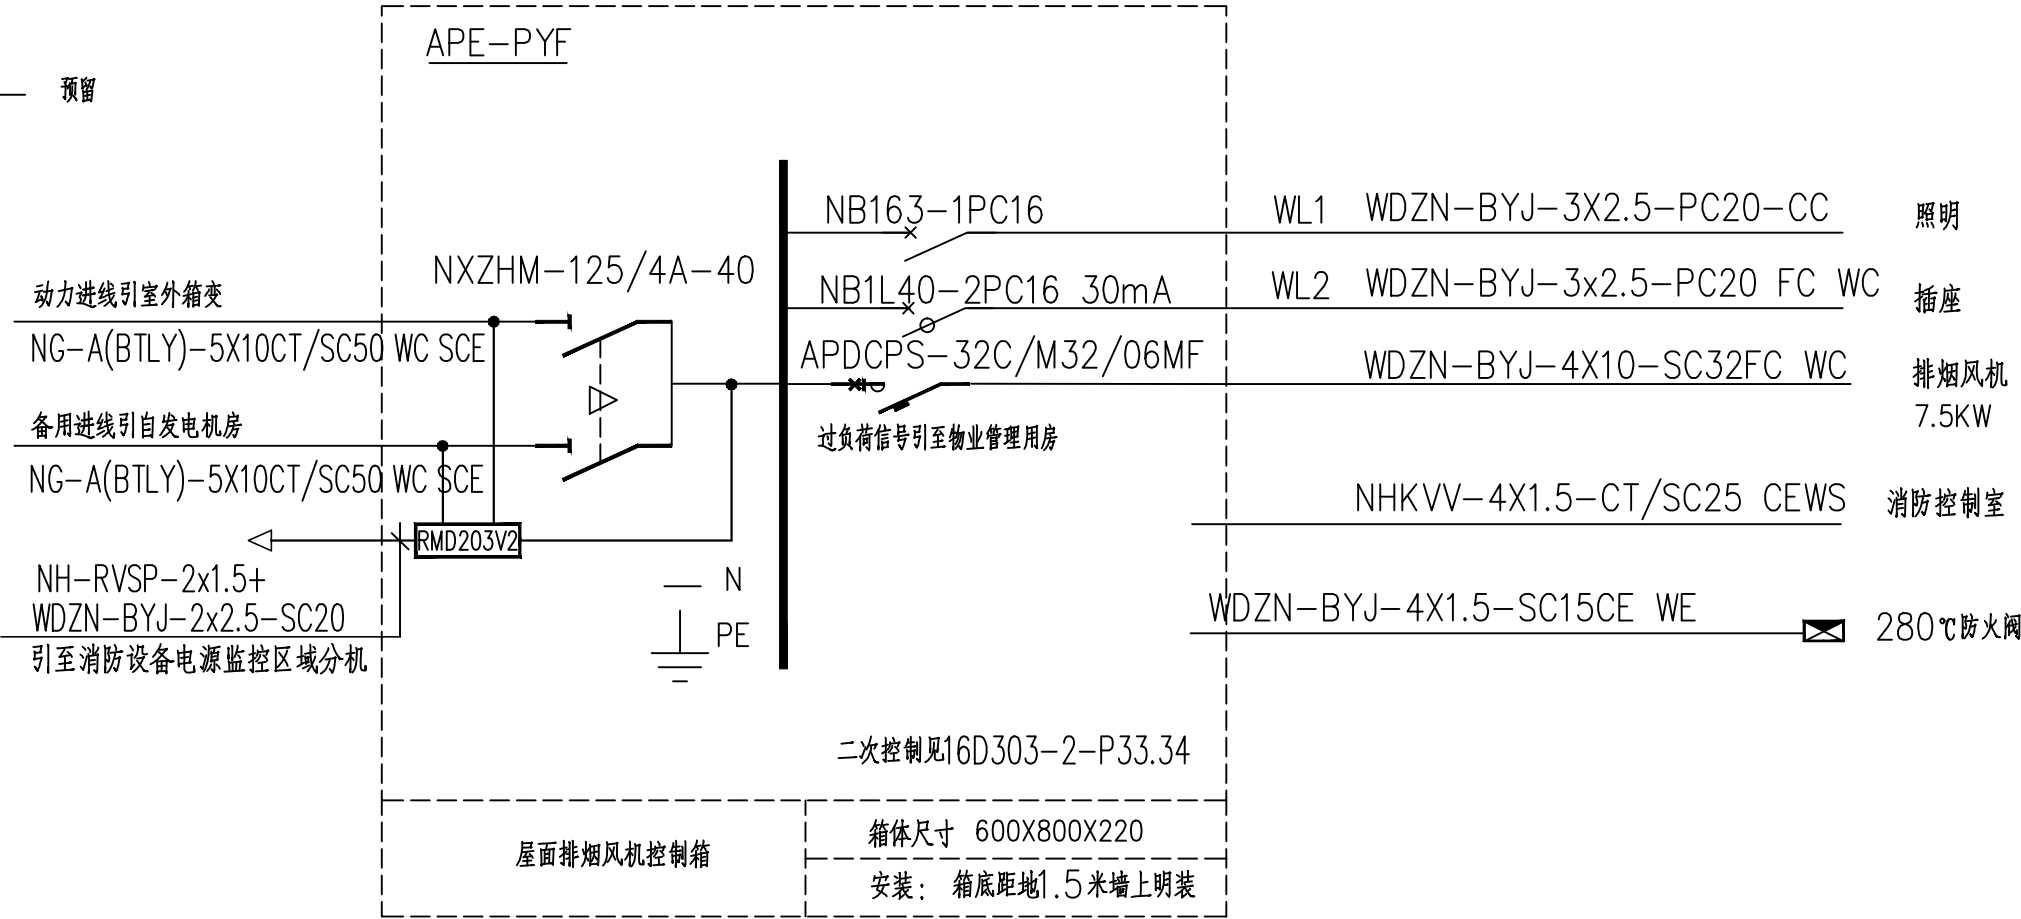 APE-PYF
预留
NB163-1PC16
WL1 WDZN-BYJ-3X2.5-PC20-CC
照明
NXZHM-125/4A-40
NB1L40-2PC16 30mA
WL2 WDZN-BYJ-3x2.5-PC20 FC WC
插座
动力进线引室外箱变
NG-A(BTLY)-5X10CT/SC50 WC SCE
APDCPS-32C/M32/06MF
WDZN-BYJ-4X10-SC32FC WC
排烟风机
7.5KW
备用进线引自发电机房
过负荷信号引至物业管理用房
NG-A(BTLY)-5X10CT/SC50 WC SCE
NHKVV-4X1.5-CT/SC25 CEWS
消防控制室
RMD203V2
NH-RVSP-2x1.5+
WDZN-BYJ-2x2.5-SC20
引至消防设备电源监控区域分机
N
PE
WDZN-BYJ-4X1.5-SC15CE WE
280℃防火阀
二次控制见16D303-2-P33.34
屋面排烟风机控制箱
箱体尺寸 600X800X220
安装: 箱底距地1.5米墙上明装